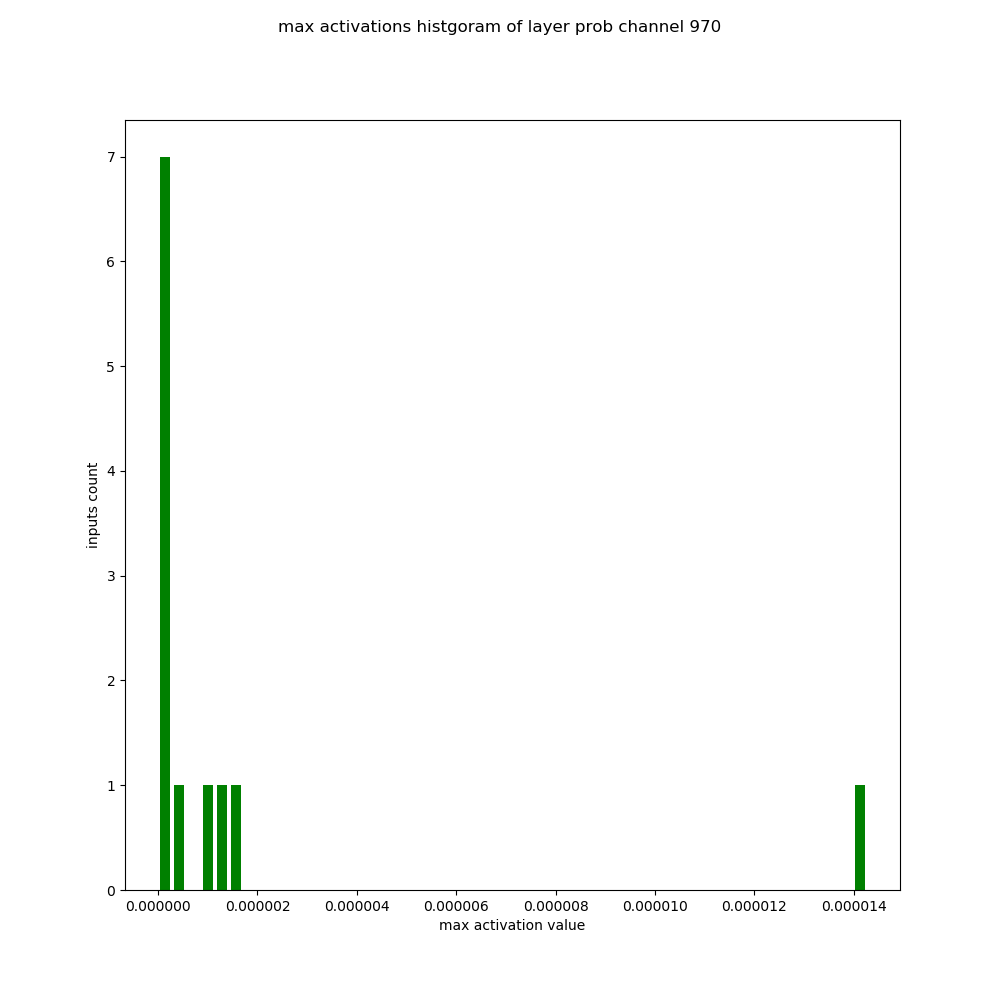 max activations histgoram of layer prob channel 970
7
6
5
4
3
2
1
0
inputs count
0.000000 0.000002 0.000004 0.000006 0.000008 0.000010 0.000012 0.000014
max activation value